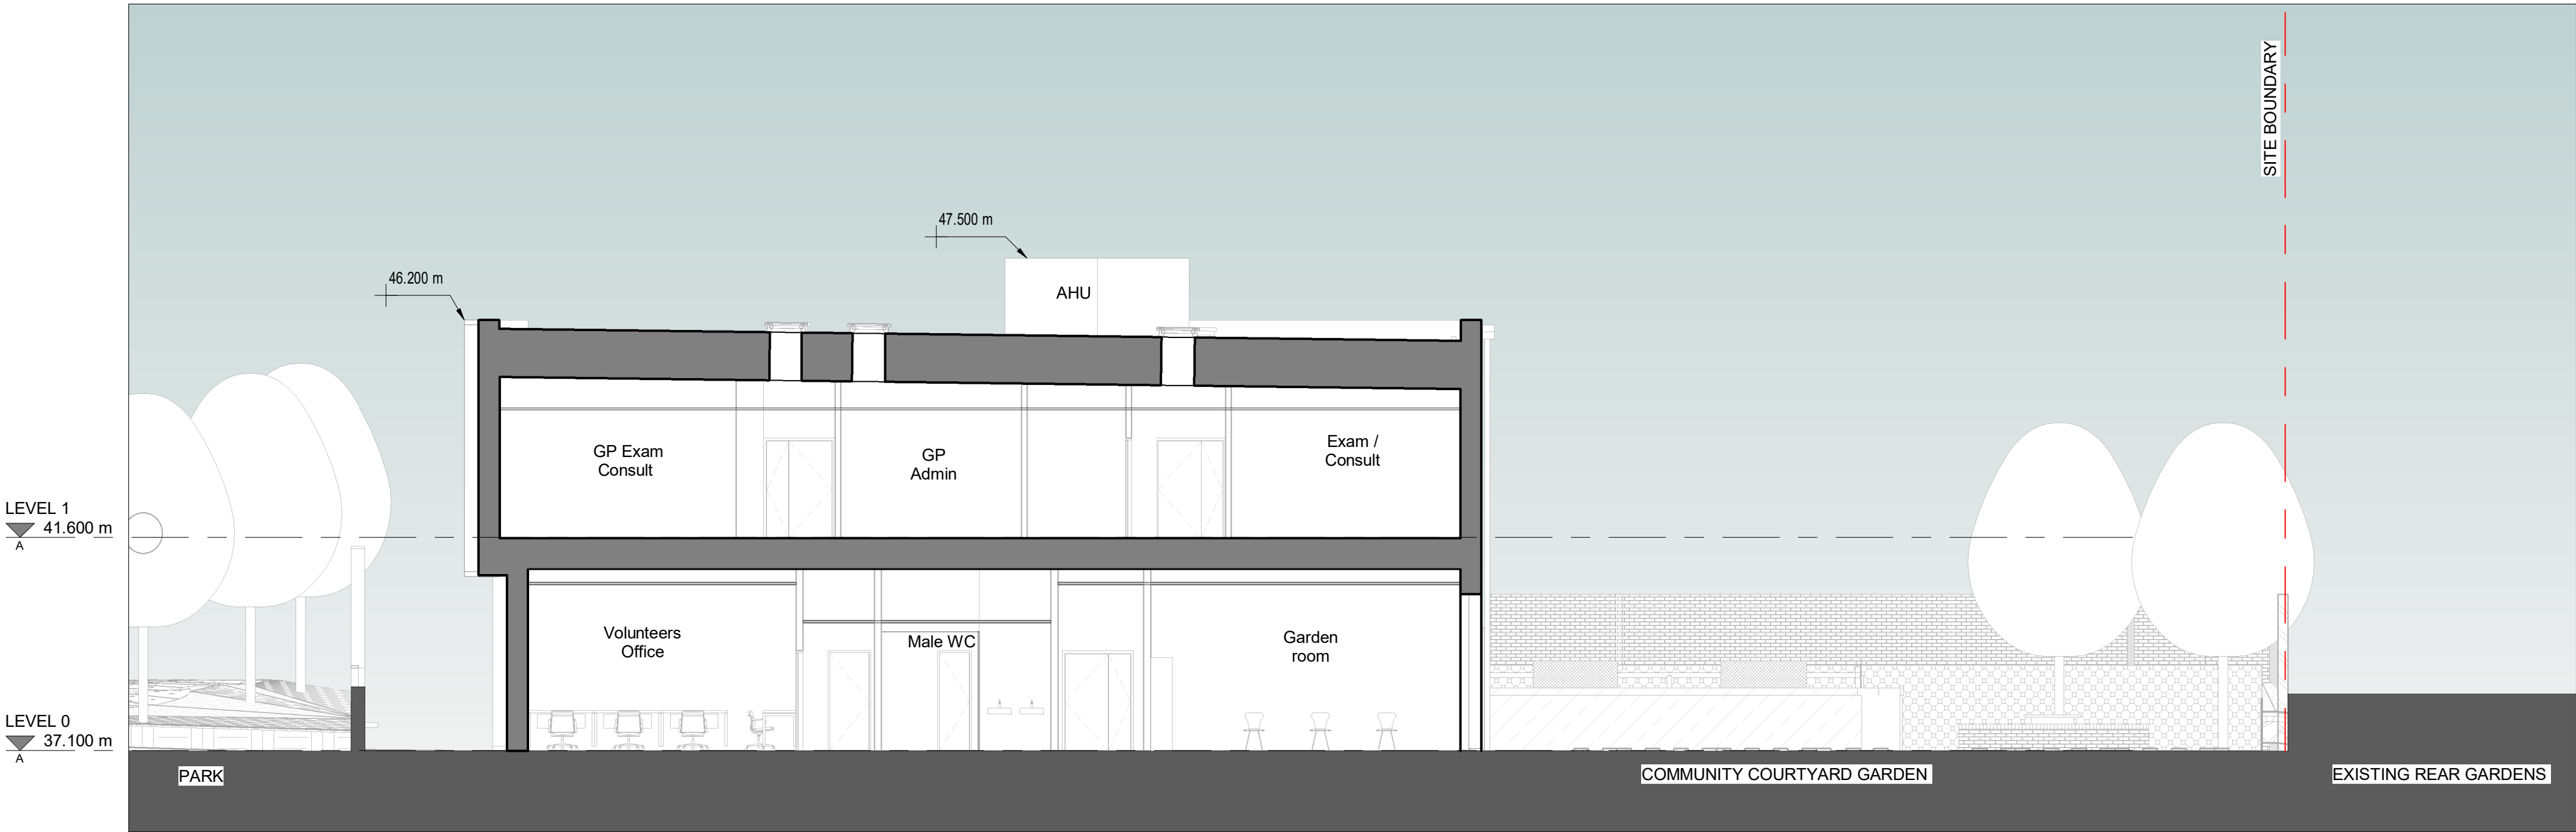 SITE BOUNDARY
47.500 m
46.200 m
AHU
GP Exam
Consult
GP
Admin
Exam /
Consult
LEVEL 1
41.600 m
A
Volunteers
Office
Male WC
Garden
room
LEVEL 0
37.100 m
A
PARK
COMMUNITY COURTYARD GARDEN
EXISTING REAR GARDENS